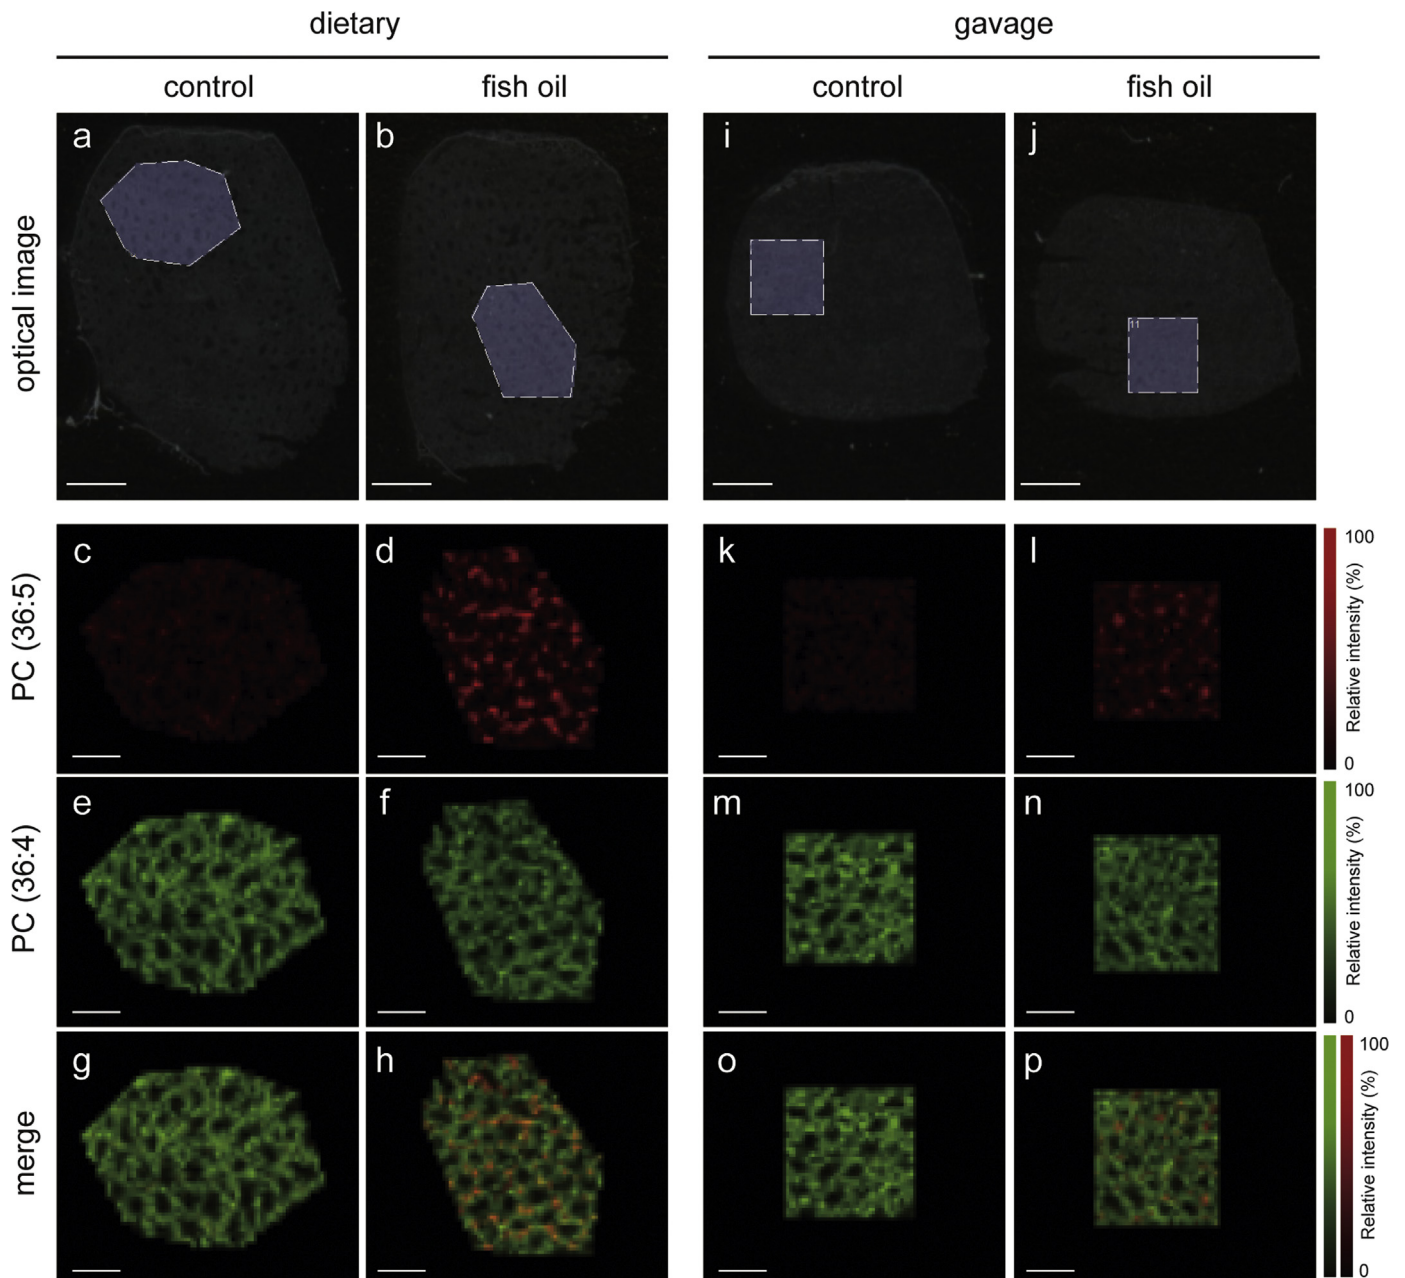 dietary gavage
control fish oil control fish oil
optical image
a b i j
11
PC (36:5)
c d k l
100
Relative intensity (%)
0
PC (36:4)
e f m n
100
Relative intensity (%)
0
merge
g h o p
100
Relative intensity (%)
0